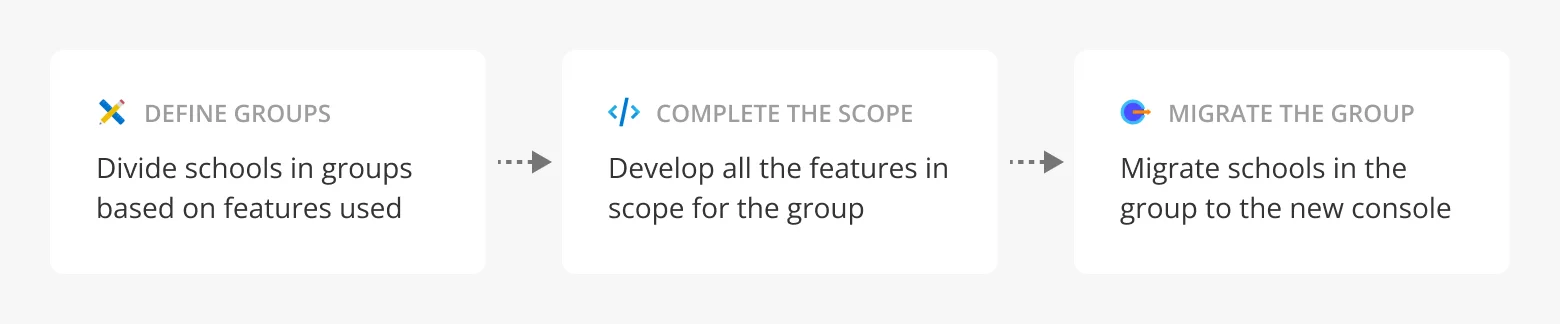 DEFINE GROUPS
Divide schools in groups
based on features used
COMPLETE THE SCOPE
Develop all the features in
scope for the group
MIGRATE THE GROUP
Migrate schools in the
group to the new console